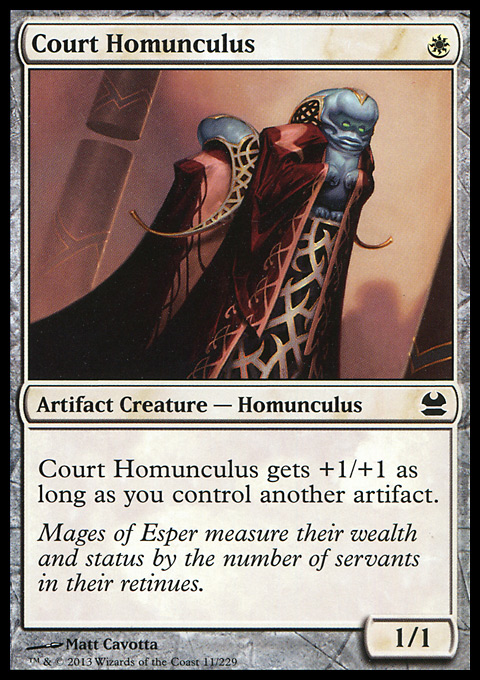 Court Homunculus
Artifact Creature — Homunculus
Court Homunculus gets +1/+1 as
long as you control another artifact.
Mages of Esper measure their wealth
and status by the number of servants
in their retinues.
1/1
Matt Cavotta
™ & © 2013 Wizards of the Coast 11/229